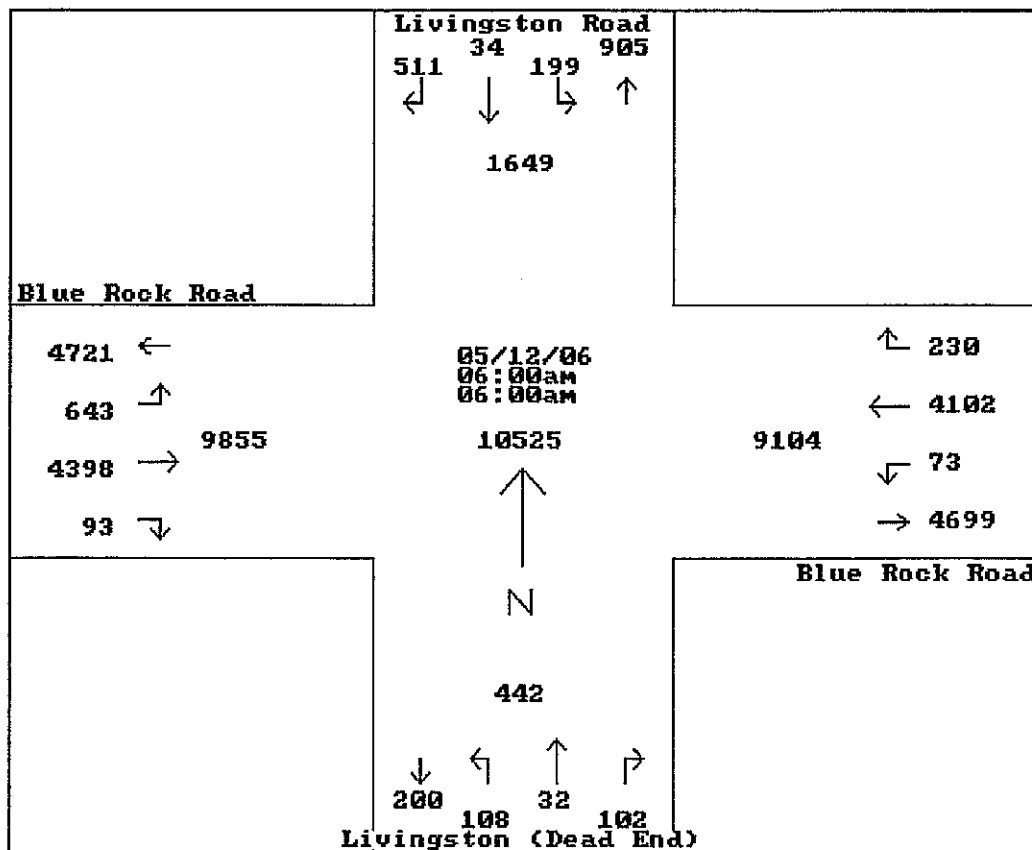 Livingston Road
34 905
511 199
1649
Blue Rock Road
4721
643
4398
93
9855
05/12/06
06:00am
06:00am
10525
9104
230
4102
73
4699
Blue Rock Road
N
442
200 32
108 102
Livingston (Dead End)